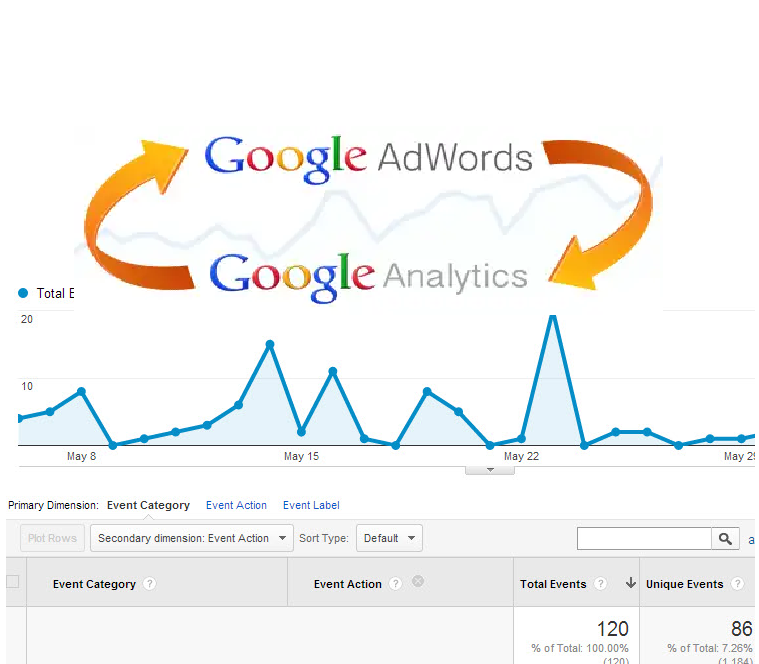 Google AdWords
Google Analytics
Total E
20
10
May 8 May 15 May 22 May 29
Primary Dimension: Event Category Event Action Event Label
Plot Rows Secondary dimension: Event Action Sort Type: Default a
Event Category ? Event Action ? Total Events ? Unique Events ?
120 86
% of Total: 100.00% % of Total: 7.26%
(120) (1,184)